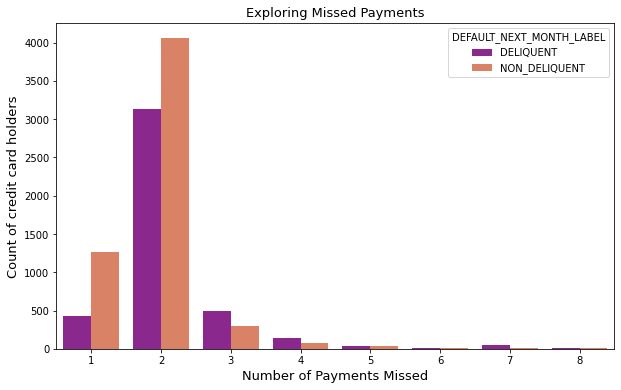 Exploring Missed Payments
DEFAULT_NEXT_MONTH_LABEL
DELIQUENT
NON_DELIQUENT
Count of credit card holders
4000
3500
3000
2500
2000
1500
1000
500
0
1 2 3 4 5 6 7 8
Number of Payments Missed